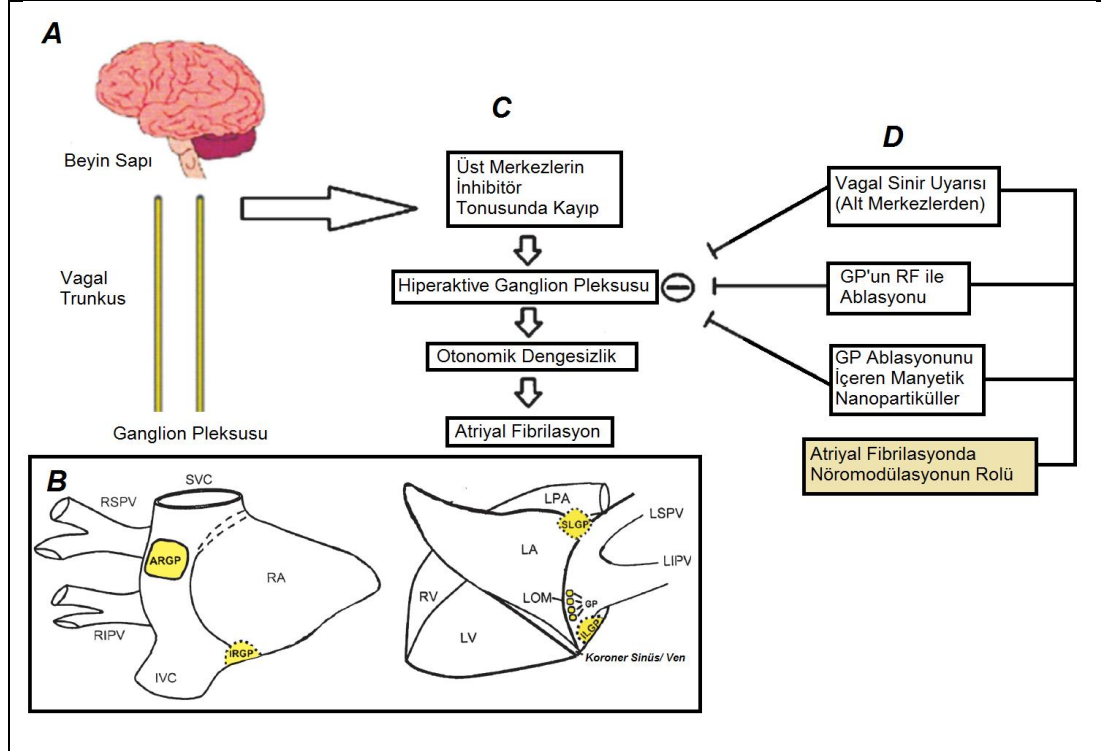 A
Beyin Sapı
Vagal
Trunkus
Ganglion Pleksusu
C
Üst Merkezlerin
İnhibitör
Tonusunda Kayıp
Hiperaktive Ganglion Pleksusu
Otonomik Dengesizlik
Atriyal Fibrilasyon
D
Vagal Sinir Uyarısı
(Alt Merkezlerden)
GP'un RF ile
Ablasyonu
GP Ablasyonunu
İçeren Manyetik
Nanopartiküller
Atriyal Fibrilasyonda
Nöromodülasyonun Rolü
B
RSPV
SVC
ARGP
RA
RIPV
IRGP
IVC
LPA
SLGP
LSPV
LA
LIPV
RV
LOM
GP
ILGP
LV
Koroner Sinüs/ Ven